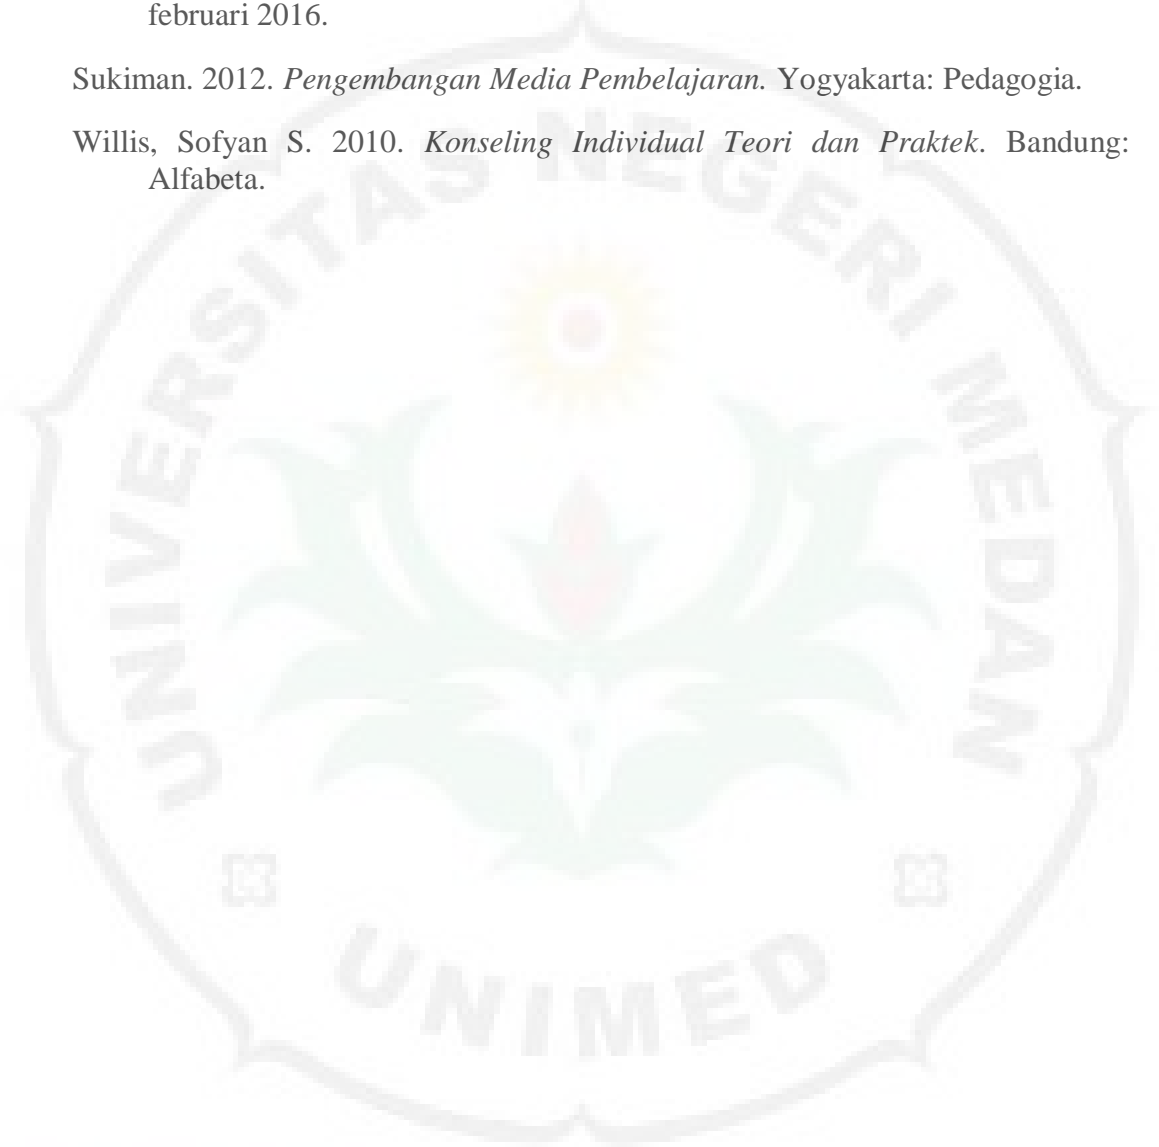 februari 2016.
Sukiman. 2012. Pengembangan Media Pembelajaran. Yogyakarta: Pedagogia.
Willis, Sofyan S. 2010. Konseling Individual Teori dan Praktek. Bandung:
Alfabeta.
UNIVERSITAS NEGERI MEDAN
UNIMED